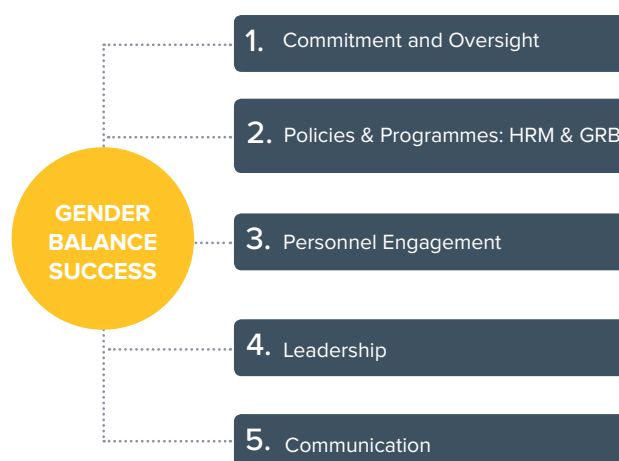 1. Commitment and Oversight
2. Policies & Programmes: HRM & GRB
GENDER
BALANCE
SUCCESS
3. Personnel Engagement
4. Leadership
5. Communication